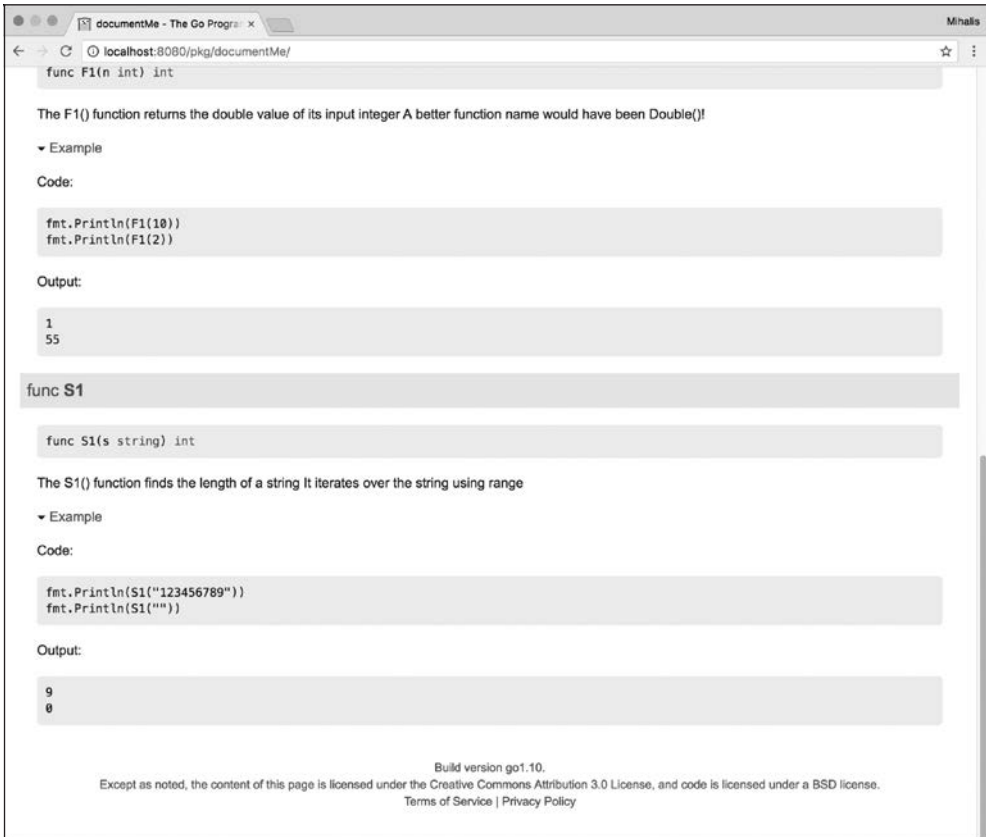 documentMe - The Go Progra
Mihalis
localhost:8080/pkg/documentMe/
func F1(n int) int
The F1() function returns the double value of its input integer A better function name would have been Double()!
Example
Code:
fmt.Println(F1(10))
fmt.Println(F1(2))
Output:
1
55
func S1
func S1(s string) int
The S1() function finds the length of a string It iterates over the string using range
Example
Code:
fmt.Println(S1("123456789"))
fmt.Println(S1(""))
Output:
9
0
Build version go1.10.
Except as noted, the content of this page is licensed under the Creative Commons Attribution 3.0 License, and code is licensed under a BSD license.
Terms of Service | Privacy Policy